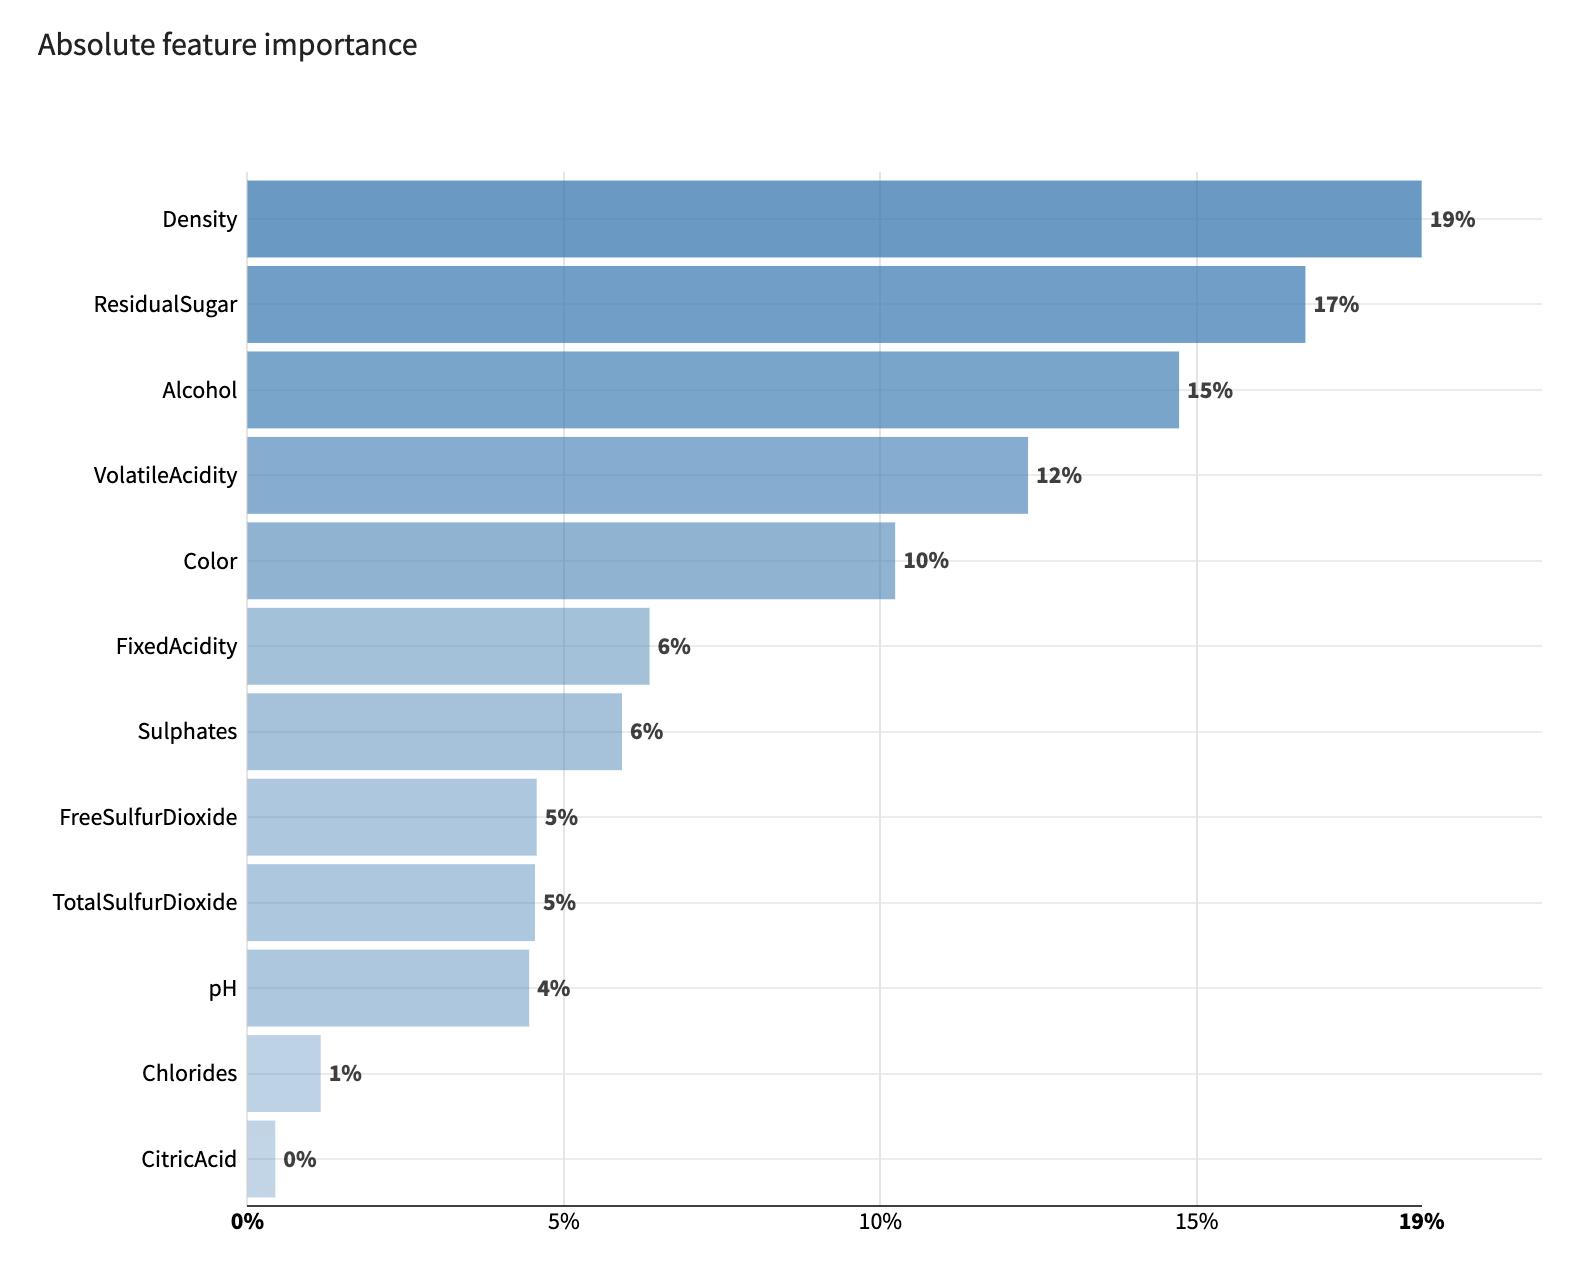 Absolute feature importance
Density 19%
ResidualSugar 17%
Alcohol 15%
VolatileAcidity 12%
Color 10%
FixedAcidity 6%
Sulphates 6%
FreeSulfurDioxide 5%
TotalSulfurDioxide 5%
pH 4%
Chlorides 1%
CitricAcid 0%
0% 5% 10% 15% 19%